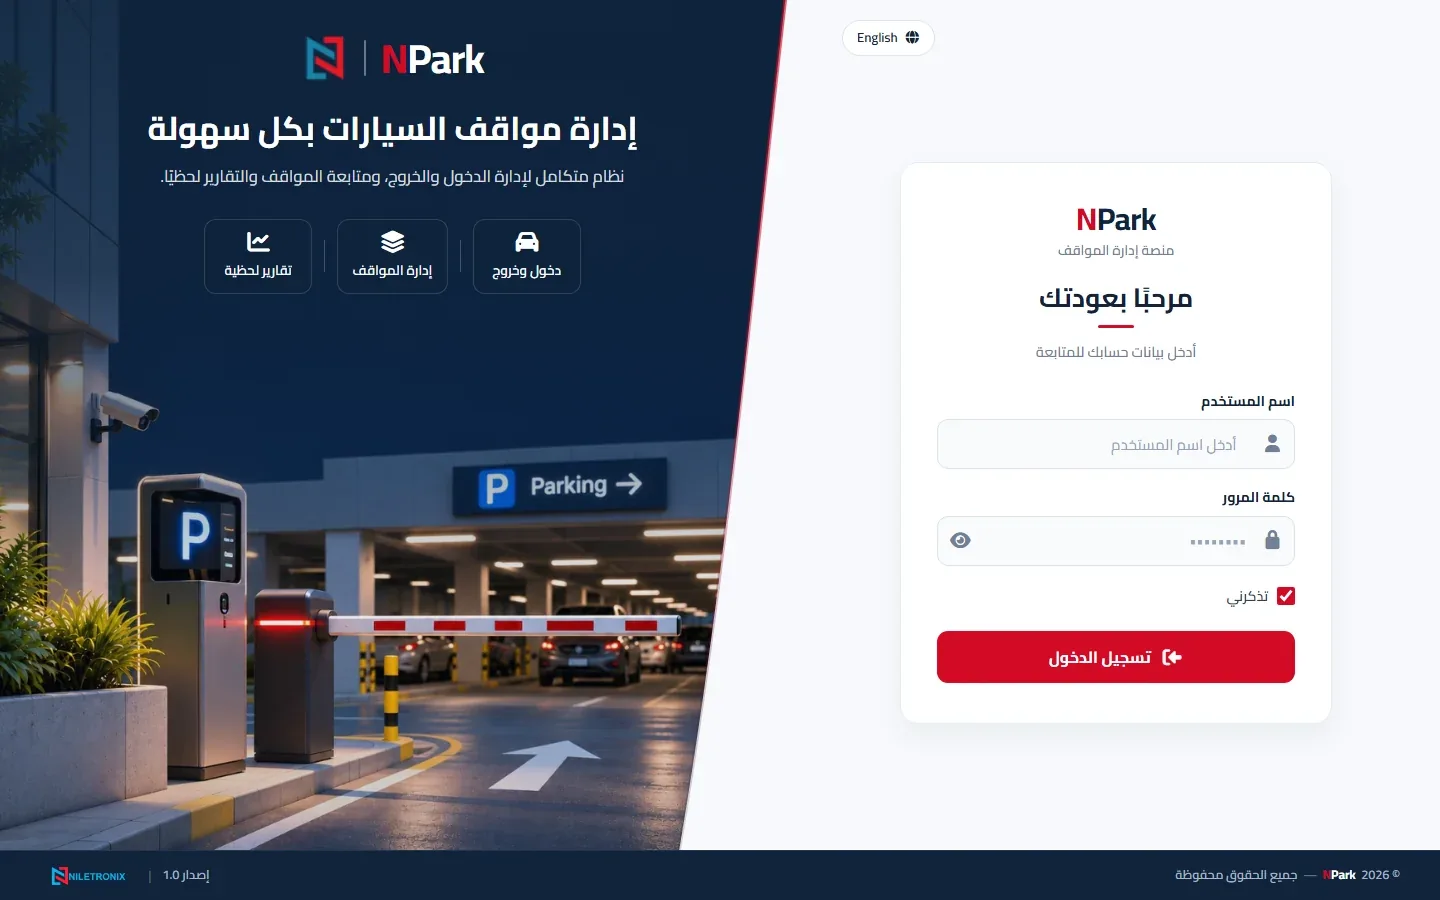 English
NPark
إدارة مواقف السيارات بكل سهولة
نظام متكامل لإدارة الدخول والخروج، ومتابعة المواقف والتقارير لحظيًا.
دخول وخروج
إدارة المواقف
تقارير لحظية
P Parking →
P
NPark
منصة إدارة المواقف
مرحبًا بعودتك
أدخل بيانات حسابك للمتابعة
اسم المستخدم
أدخل اسم المستخدم
كلمة المرور
تذكرني
تسجيل الدخول
© 2026 NPark — جميع الحقوق محفوظة
إصدار 1.0 | NILETRONIX